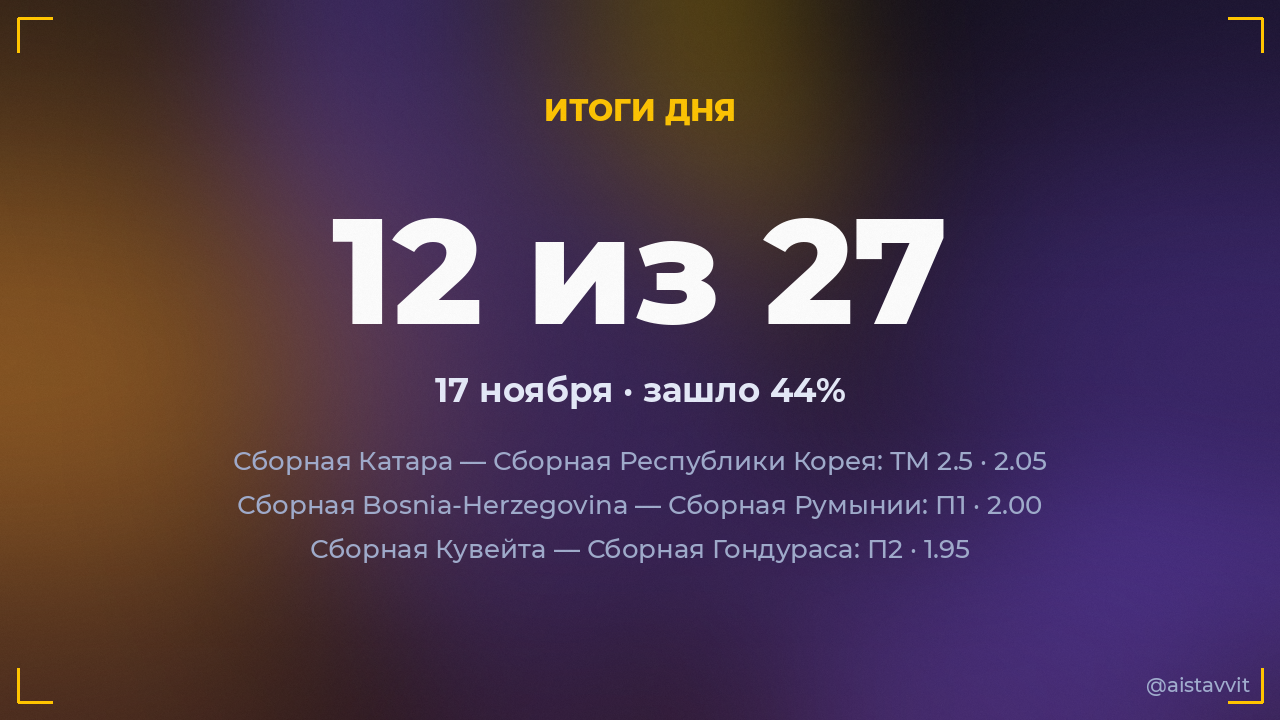 ИТОГИ ДНЯ
12 из 27
17 ноября · зашло 44%
Сборная Катара — Сборная Республики Корея: ТМ 2.5 · 2.05
Сборная Bosnia-Herzegovina — Сборная Румынии: П1 · 2.00
Сборная Кувейта — Сборная Гондураса: П2 · 1.95
@aistavvit